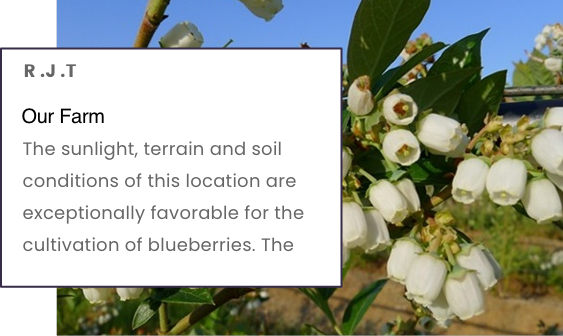 R.J.T
Our Farm
The sunlight, terrain and soil
conditions of this location are
exceptionally favorable for the
cultivation of blueberries. The